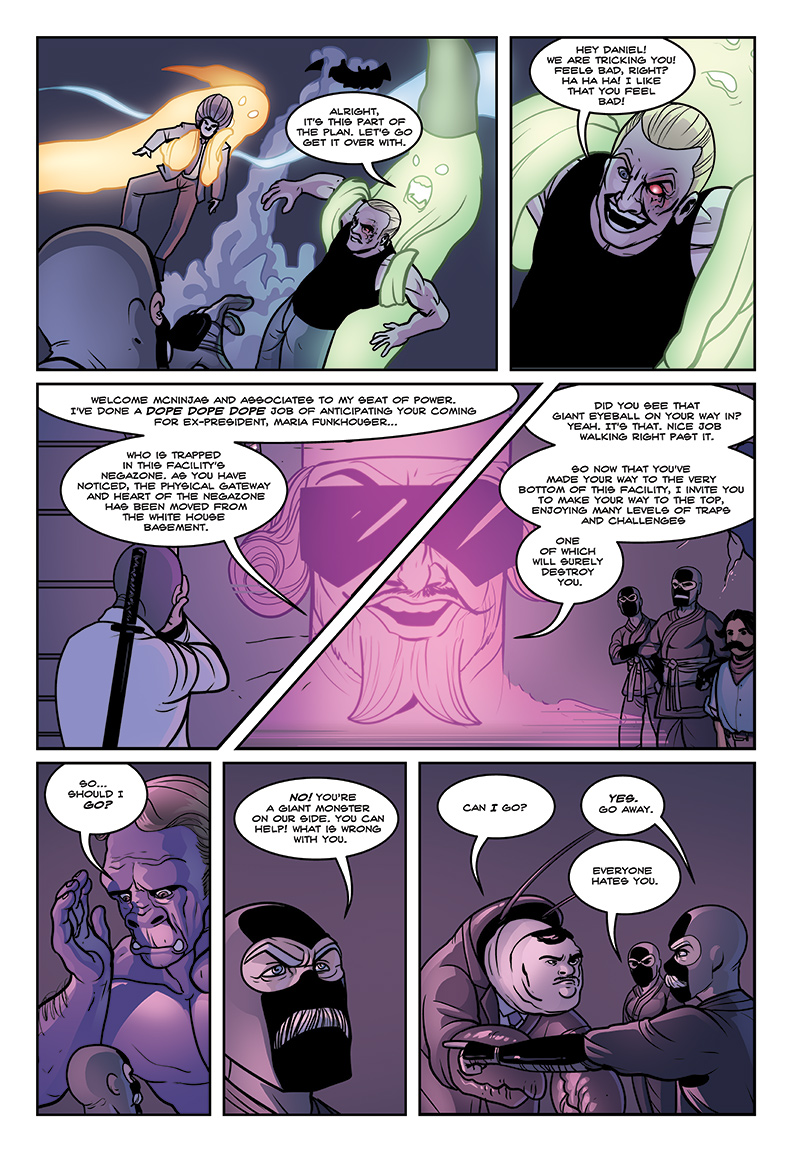 ALRIGHT,
IT'S THIS PART OF
THE PLAN. LET'S GO
GET IT OVER WITH.
HEY DANIEL!
WE ARE TRICKING YOU!
FEELS BAD, RIGHT?
HA HA HA! I LIKE
THAT YOU FEEL
BAD!
WELCOME MCNINJAS AND ASSOCIATES TO MY SEAT OF POWER.
I'VE DONE A DOPE DOPE DOPE JOB OF ANTICIPATING YOUR COMING
FOR EX-PRESIDENT, MARIA FUNKHOUSER...
WHO IS TRAPPED
IN THIS FACILITY'S
NEGAZONE. AS YOU HAVE
NOTICED, THE PHYSICAL GATEWAY
AND HEART OF THE NEGAZONE
HAS BEEN MOVED FROM
THE WHITE HOUSE
BASEMENT.
DID YOU SEE THAT
GIANT EYEBALL ON YOUR WAY IN?
YEAH. IT'S THAT. NICE JOB
WALKING RIGHT PAST IT.
SO NOW THAT YOU'VE
MADE YOUR WAY TO THE VERY
BOTTOM OF THIS FACILITY, I INVITE YOU
TO MAKE YOUR WAY TO THE TOP,
ENJOYING MANY LEVELS OF TRAPS
AND CHALLENGES
ONE
OF WHICH
WILL SURELY
DESTROY
YOU.
SO...
SHOULD I
GO?
NO! YOU'RE
A GIANT MONSTER
ON OUR SIDE. YOU CAN
HELP! WHAT IS WRONG
WITH YOU.
CAN I GO?
YES.
GO AWAY.
EVERYONE
HATES YOU.